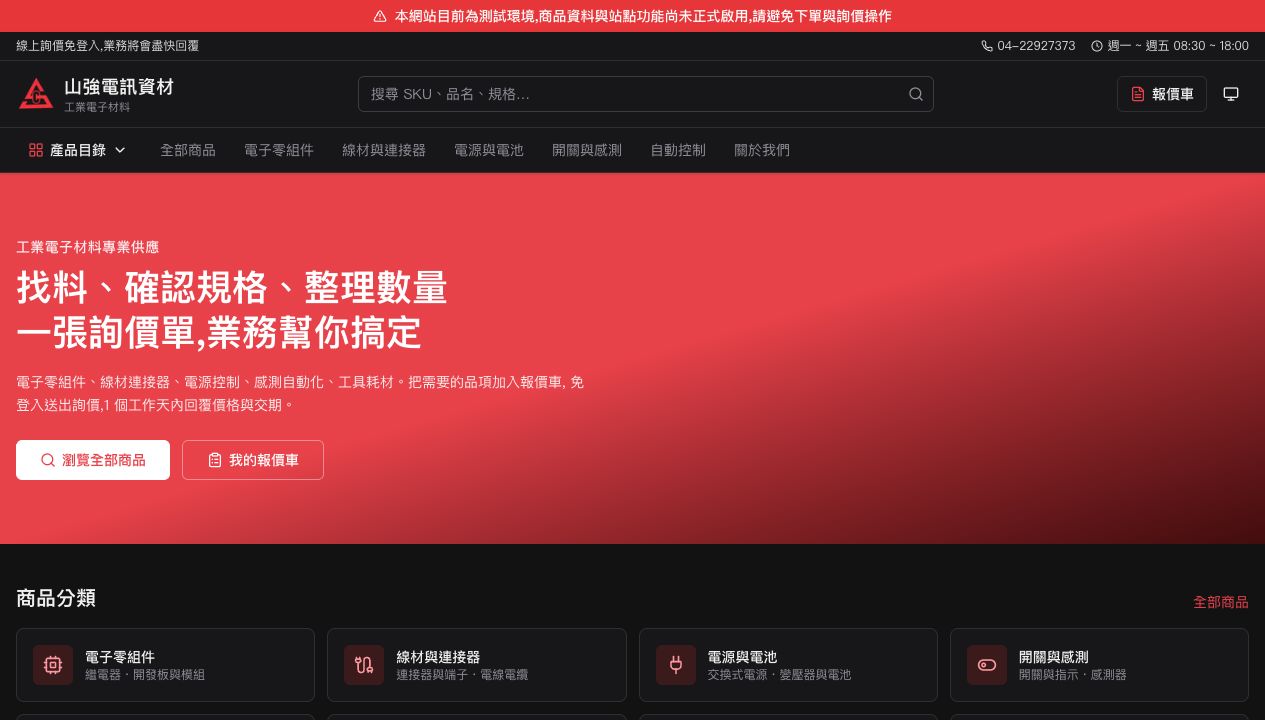 本網站目前為測試環境,商品資料與站點功能尚未正式啟用,請避免下單與詢價操作
線上詢價免登入,業務將會盡快回覆
04-22927373
週一 ~ 週五 08:30 ~ 18:00
山強電訊資材
工業電子材料
搜尋 SKU、品名、規格...
報價車
產品目錄
全部商品
電子零組件
線材與連接器
電源與電池
開關與感測
自動控制
關於我們
工業電子材料專業供應
找料、確認規格、整理數量
一張詢價單,業務幫你搞定
電子零組件、線材連接器、電源控制、感測自動化、工具耗材。把需要的品項加入報價車, 免
登入送出詢價,1 個工作天內回覆價格與交期。
瀏覽全部商品
我的報價車
商品分類
全部商品
電子零組件
繼電器 · 開發板與模組
線材與連接器
連接器與端子 · 電線電纜
電源與電池
交換式電源 · 變壓器與電池
開關與感測
開關與指示 · 感測器